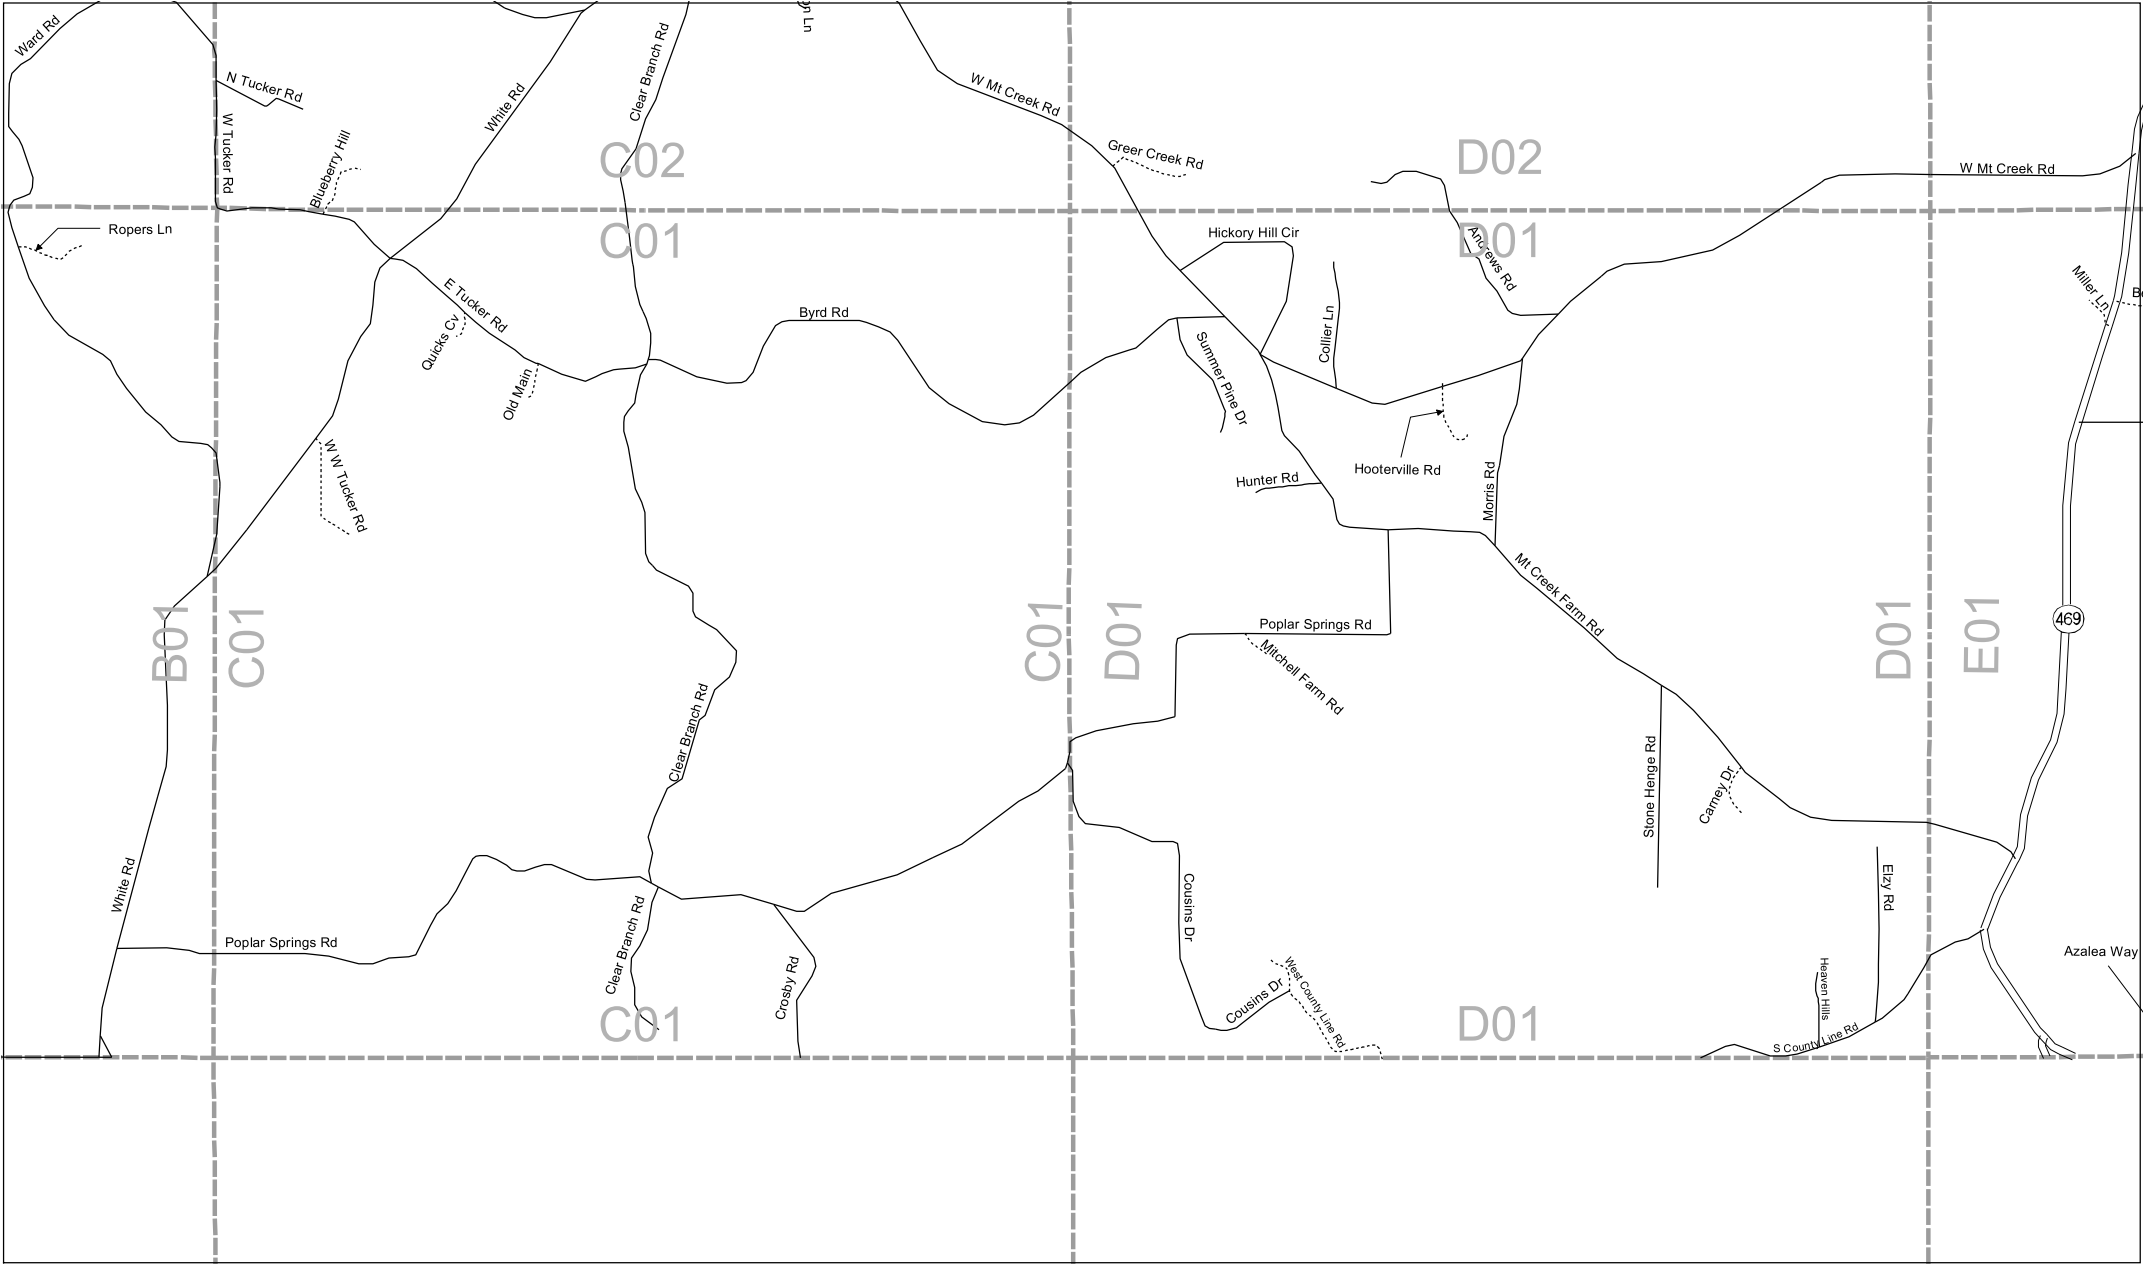 Ward Rd
N Tucker Rd
W Tucker Rd
Blueberry Hill
White Rd
Clear Branch Rd
n Ln
W Mt Creek Rd
Greer Creek Rd
C02
D02
W Mt Creek Rd
Ropers Ln
C01
D01
Hickory Hill Cir
Andrews Rd
Miller Ln
E Tucker Rd
Quicks Cv
Old Main
Byrd Rd
Summer Pine Dr
Collier Ln
Hooterville Rd
Hunter Rd
Morris Rd
W W Tucker Rd
Mt Creek Farm Rd
B01
C01
C01
D01
D01
E01
469
Poplar Springs Rd
Mitchell Farm Rd
Clear Branch Rd
Stone Henge Rd
Carney Dr
White Rd
Elzy Rd
Cousins Dr
Poplar Springs Rd
Clear Branch Rd
Crosby Rd
Cousins Dr
West County Line Rd
Heaven Hills
Azalea Way
S County Line Rd
C01
D01